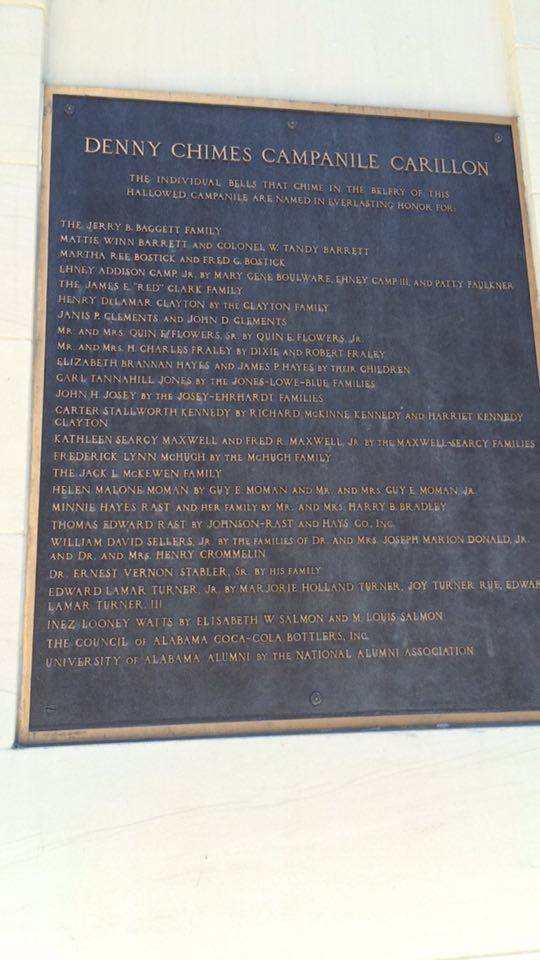 DENNY CHIMES CAMPANILE CARILLON
THE INDIVIDUAL BELLS THAT CHIME IN THE BELFRY OF THIS
HALLOWED CAMPANILE ARE NAMED IN EVERLASTING HONOR FOR:
THE JERRY B. BAGGETT FAMILY
MATTIE WINN BARRETT AND COLONEL W. TANDY BARRETT
MARTHA REE BOSTICK AND FRED G. BOSTICK
EHNEY ADDISON CAMP, JR. BY MARY GENE BOULWARE, EHNEY CAMP III, AND PATTY FAULKNER
THE JAMES E. "RED" CLARK FAMILY
HENRY DELAMAR CLAYTON BY THE CLAYTON FAMILY
JANIS P. CLEMENTS AND JOHN D. CLEMENTS
MR. AND MRS. QUIN E. FLOWERS, SR. BY QUIN E. FLOWERS, JR.
MR. AND MRS. H. CHARLES FRALEY BY DIXIE AND ROBERT FRALEY
ELIZABETH BRANNAN HAYES AND JAMES P. HAYES BY THEIR CHILDREN
CARL TANNAHILL JONES BY THE JONES-LOWE-BLUE FAMILIES
JOHN H. JOSEY BY THE JOSEY-EHRHARDT FAMILIES
CARTER STALLWORTH KENNEDY BY RICHARD MCKINNE KENNEDY AND HARRIET KENNEDY
CLAYTON
KATHLEEN SEARCY MAXWELL AND FRED R. MAXWELL, JR. BY THE MAXWELL-SEARCY FAMILIES
FREDERICK LYNN MCHUGH BY THE MCHUGH FAMILY
THE JACK L. MCKEWEN FAMILY
HELEN MALONE MOMAN BY GUY E. MOMAN AND MR. AND MRS. GUY E. MOMAN, JR.
MINNIE HAYES RAST AND HER FAMILY BY MR. AND MRS. HARRY B. BRADLEY
THOMAS EDWARD RAST BY JOHNSON-RAST AND HAYS CO., INC.
WILLIAM DAVID SELLERS, JR. BY THE FAMILIES OF DR. AND MRS. JOSEPH MARION DONALD, JR.
AND DR. AND MRS. HENRY CROMMELIN
DR. ERNEST VERNON STABLER, SR. BY HIS FAMILY
EDWARD LAMAR TURNER, JR. BY MARJORIE HOLLAND TURNER, JOY TURNER RUE, EDWAR
LAMAR TURNER, III
INEZ LOONEY WATTS BY ELISABETH W. SALMON AND M. LOUIS SALMON
THE COUNCIL OF ALABAMA COCA-COLA BOTTLERS, INC.
UNIVERSITY OF ALABAMA ALUMNI BY THE NATIONAL ALUMNI ASSOCIATION